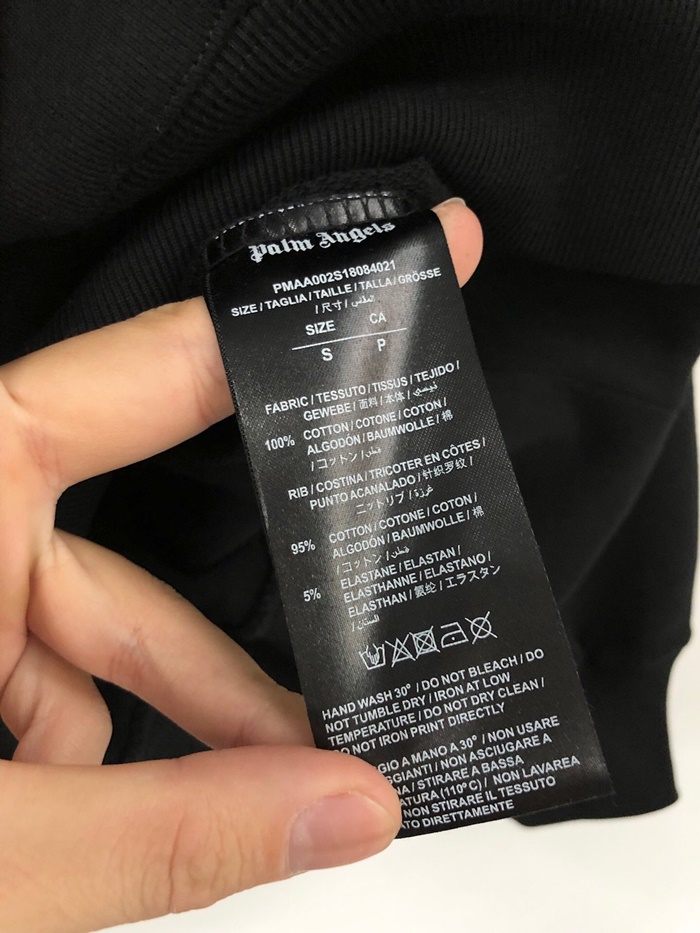 Palm Angels
PMAA002S18084021
SIZE / TAGLIA / TAILLE / TALLA / GRÖSSE
/ 尺寸 /
SIZE CA
S P
FABRIC / TESSUTO / TISSUS / TEJIDO /
GEWEBE / 面料 / 本体 /
100% COTTON / COTONE / COTON /
ALGODÓN / BAUMWOLLE / 棉
/ コットン / قطن
RIB / COSTINA / TRICOTER EN CÔTES /
PUNTO ACANALADO / 针织罗纹 /
ニットリブ /
95% COTTON / COTONE / COTON /
ALGODÓN / BAUMWOLLE / 棉
/ コットン / قطن
5% ELASTANE / ELASTAN /
ELASTHANNE / ELASTANO /
ELASTHAN / 氨纶 / エラスタン
/
HAND WASH 30° / DO NOT BLEACH / DO
NOT TUMBLE DRY / IRON AT LOW
TEMPERATURE / DO NOT DRY CLEAN /
DO NOT IRON PRINT DIRECTLY
GIO A MANO A 30° / NON USARE
GGIANTI / NON ASCIUGARE A
NA / STIRARE A BASSA
ATURA (110°C) / NON LAVAREA
NON STIRARE IL TESSUTO
TO DIRETTAMENTE